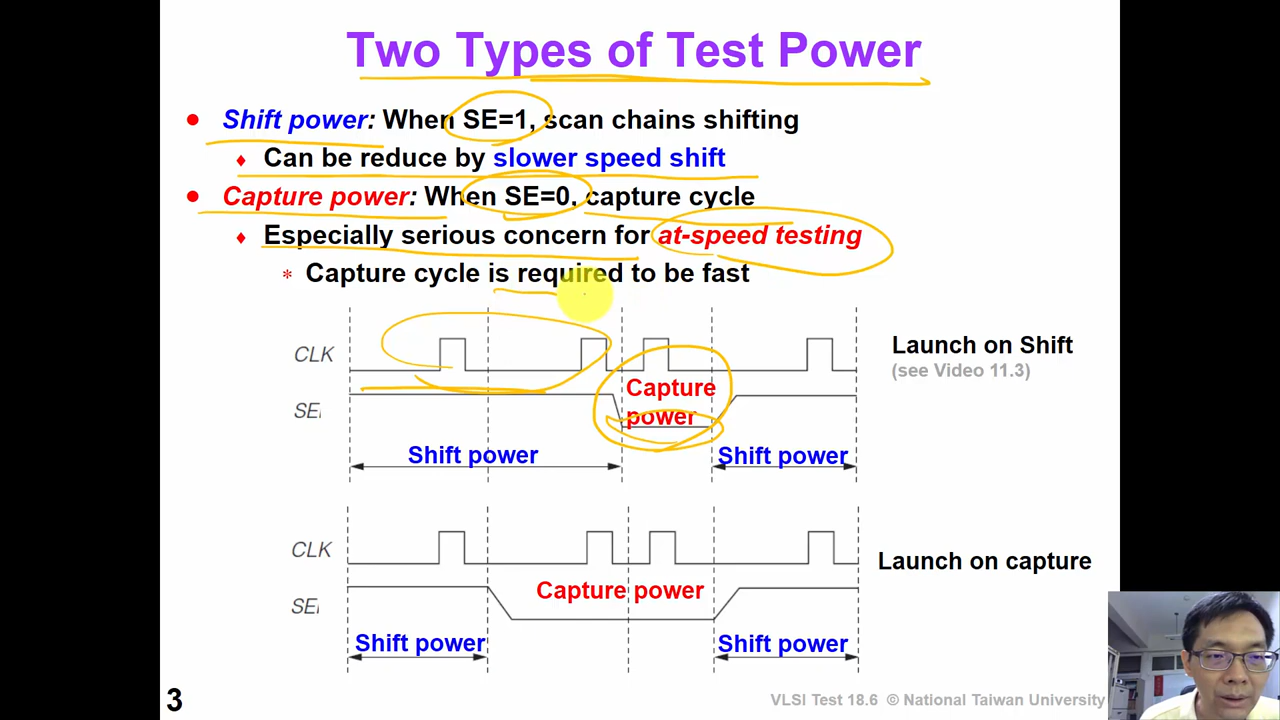 Two Types of Test Power
Shift power: When SE=1, scan chains shifting
Can be reduce by slower speed shift
Capture power: When SE=0, capture cycle
Especially serious concern for at-speed testing
Capture cycle is required to be fast
CLK
Launch on Shift
(see Video 11.3)
SE
Capture
power
Shift power
Shift power
CLK
Launch on capture
SE
Capture power
Shift power
Shift power
3
VLSI Test 18.6 © National Taiwan University